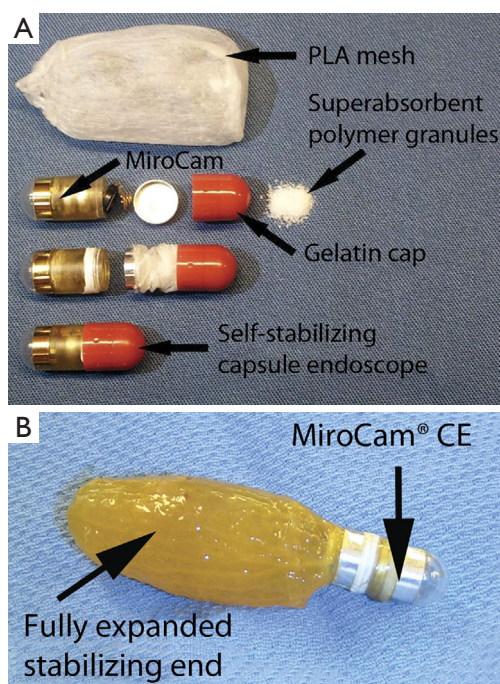 A
PLA mesh
Superabsorbent
polymer granules
MiroCam
Gelatin cap
Self-stabilizing
capsule endoscope
B
MiroCam® CE
Fully expanded
stabilizing end